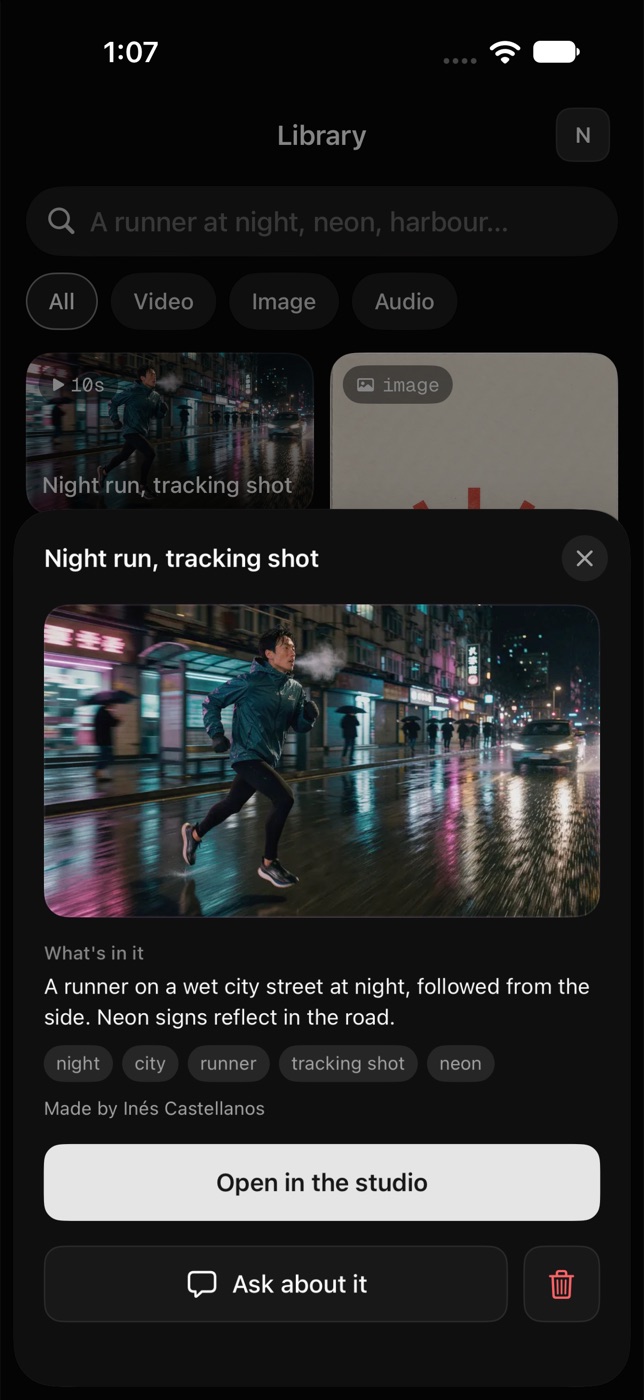 1:07
Library
N
A runner at night, neon, harbour...
All
Video
Image
Audio
10s
image
Night run, tracking shot
Night run, tracking shot
What's in it
A runner on a wet city street at night, followed from the
side. Neon signs reflect in the road.
night
city
runner
tracking shot
neon
Made by Inés Castellanos
Open in the studio
Ask about it